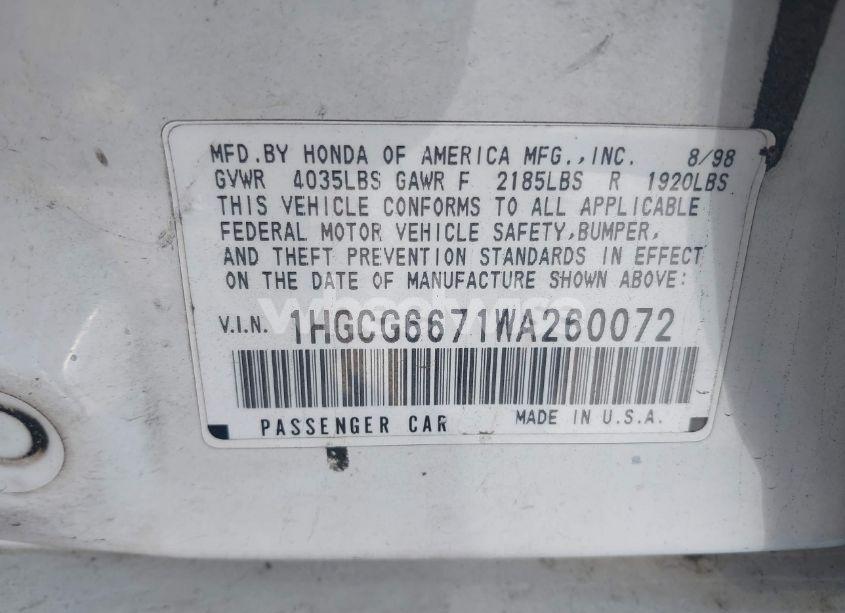 MFD.BY HONDA OF AMERICA MFG.,INC. 8/98
GVWR 4035LBS GAWR F 2185LBS R 1920LBS
THIS VEHICLE CONFORMS TO ALL APPLICABLE
FEDERAL MOTOR VEHICLE SAFETY,BUMPER,
AND THEFT PREVENTION STANDARDS IN EFFECT
ON THE DATE OF MANUFACTURE SHOWN ABOVE:
V.I.N. 1HGCG6671WA260072
PASSENGER CAR MADE IN U.S.A.